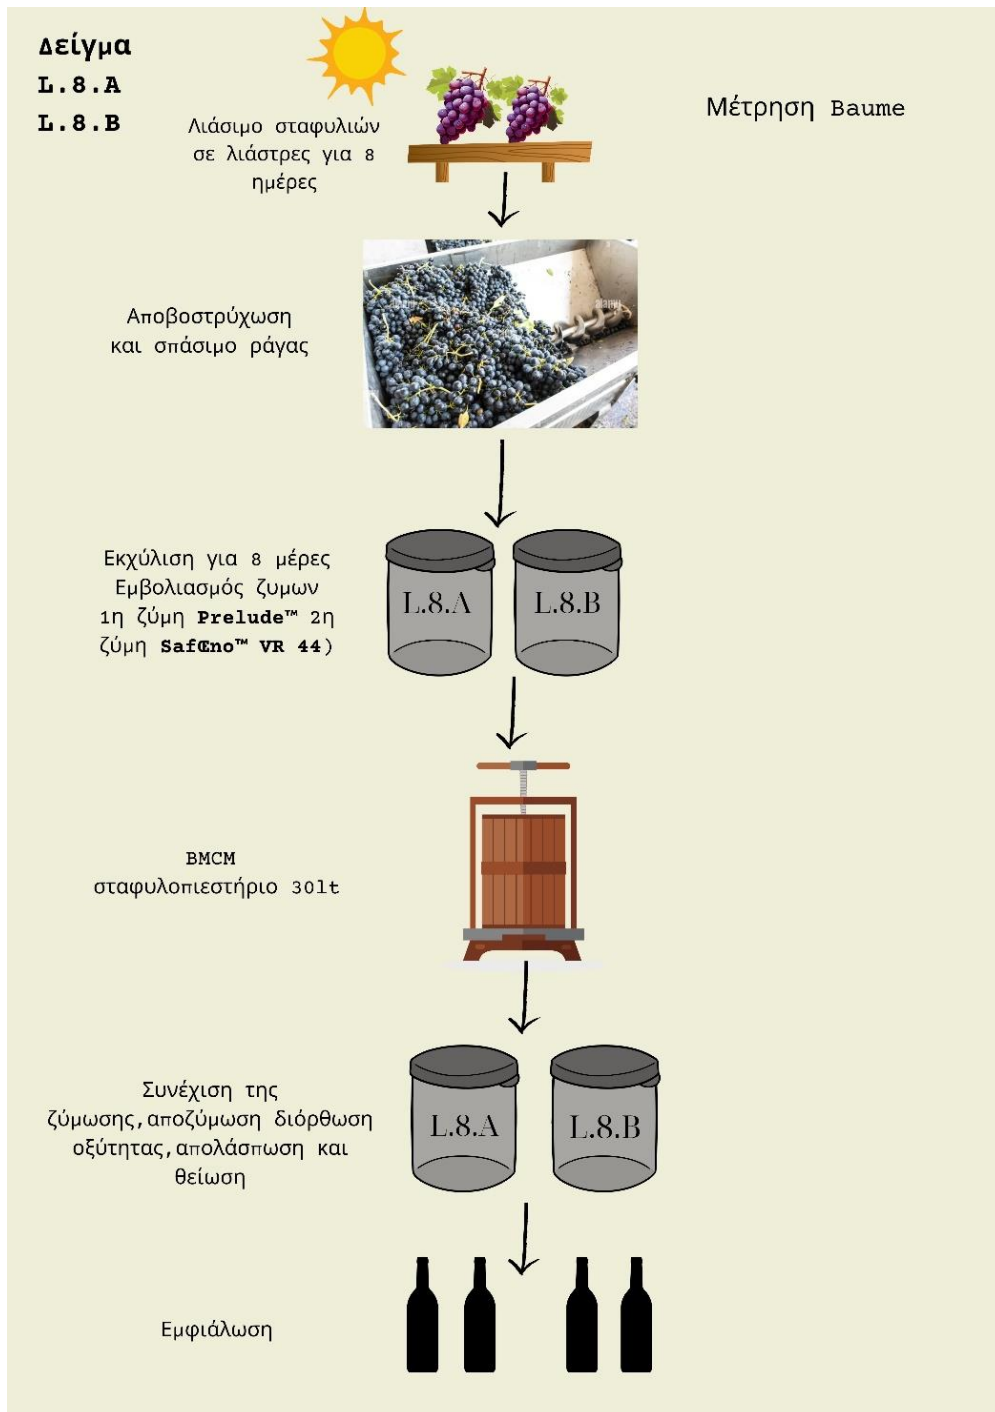 Δείγμα
L.8.A
L.8.B
Λιάσιμο σταφυλιών
σε λιάστρες για 8
ημέρες
Μέτρηση Baume
Αποβοστρύχωση
και σπάσιμο ράγας
Εκχύλιση για 8 μέρες
Εμβολιασμός ζυμων
1η ζύμη Prelude™ 2η
ζύμη SafŒno™ VR 44)
L.8.A
L.8.B
BMCM
σταφυλοπιεστήριο 30lt
Συνέχιση της
ζύμωσης,αποζύμωση διόρθωση
οξύτητας,απολάσπωση και
θείωση
L.8.A
L.8.B
Εμφιάλωση